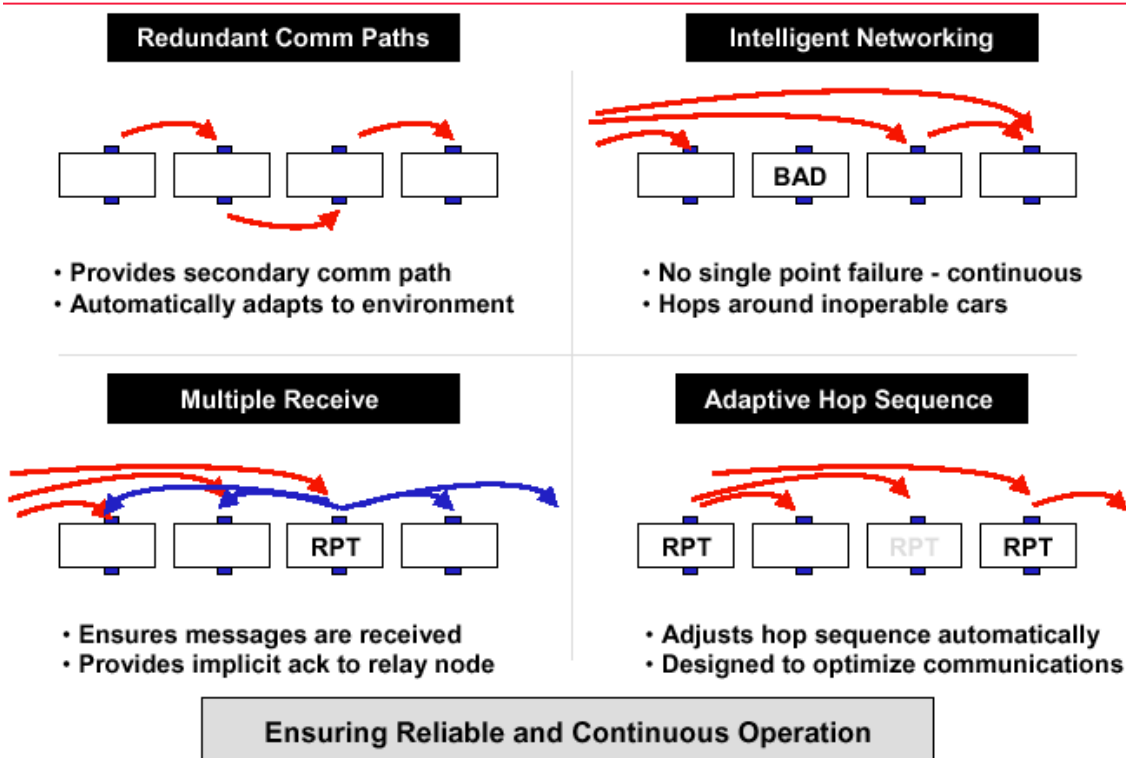 Redundant Comm Paths
Intelligent Networking
BAD
• Provides secondary comm path
• Automatically adapts to environment
• No single point failure - continuous
• Hops around inoperable cars
Multiple Receive
Adaptive Hop Sequence
RPT
RPT
RPT
RPT
• Ensures messages are received
• Provides implicit ack to relay node
• Adjusts hop sequence automatically
• Designed to optimize communications
Ensuring Reliable and Continuous Operation